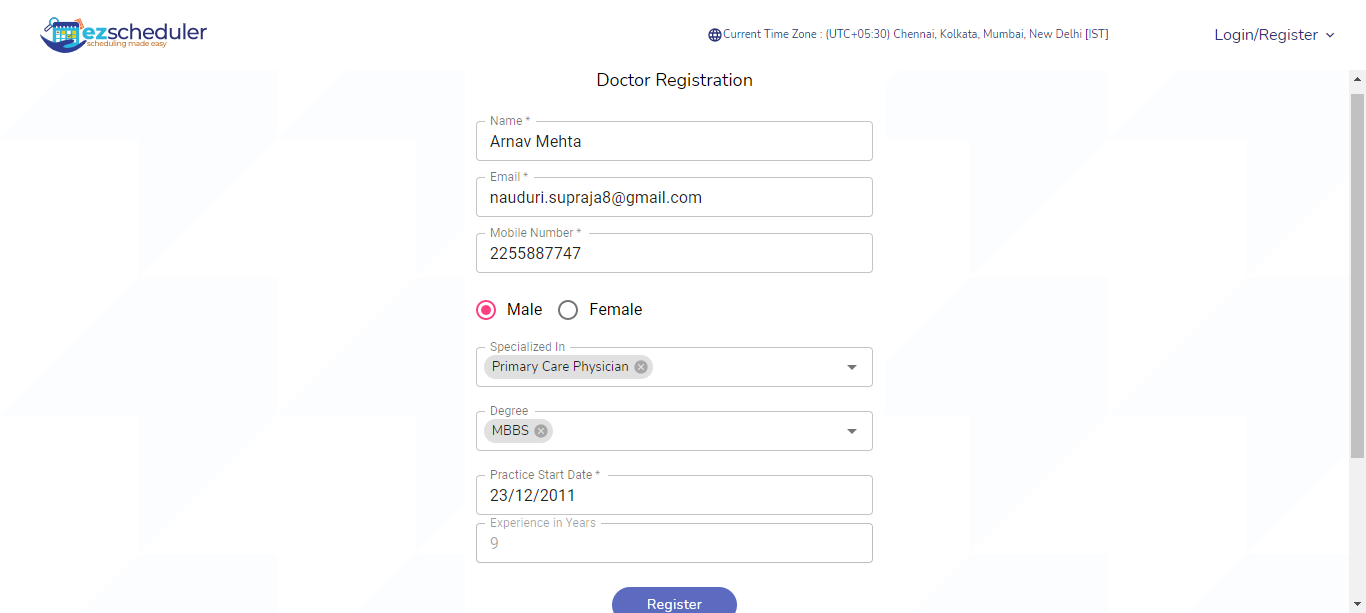 ezscheduler
scheduling made easy
Current Time Zone : (UTC+05:30) Chennai, Kolkata, Mumbai, New Delhi [IST]
Login/Register
Doctor Registration
Name *
Arnav Mehta
Email *
nauduri.supraja8@gmail.com
Mobile Number *
2255887747
Male Female
Specialized In
Primary Care Physician
Degree
MBBS
Practice Start Date *
23/12/2011
Experience in Years
9
Register